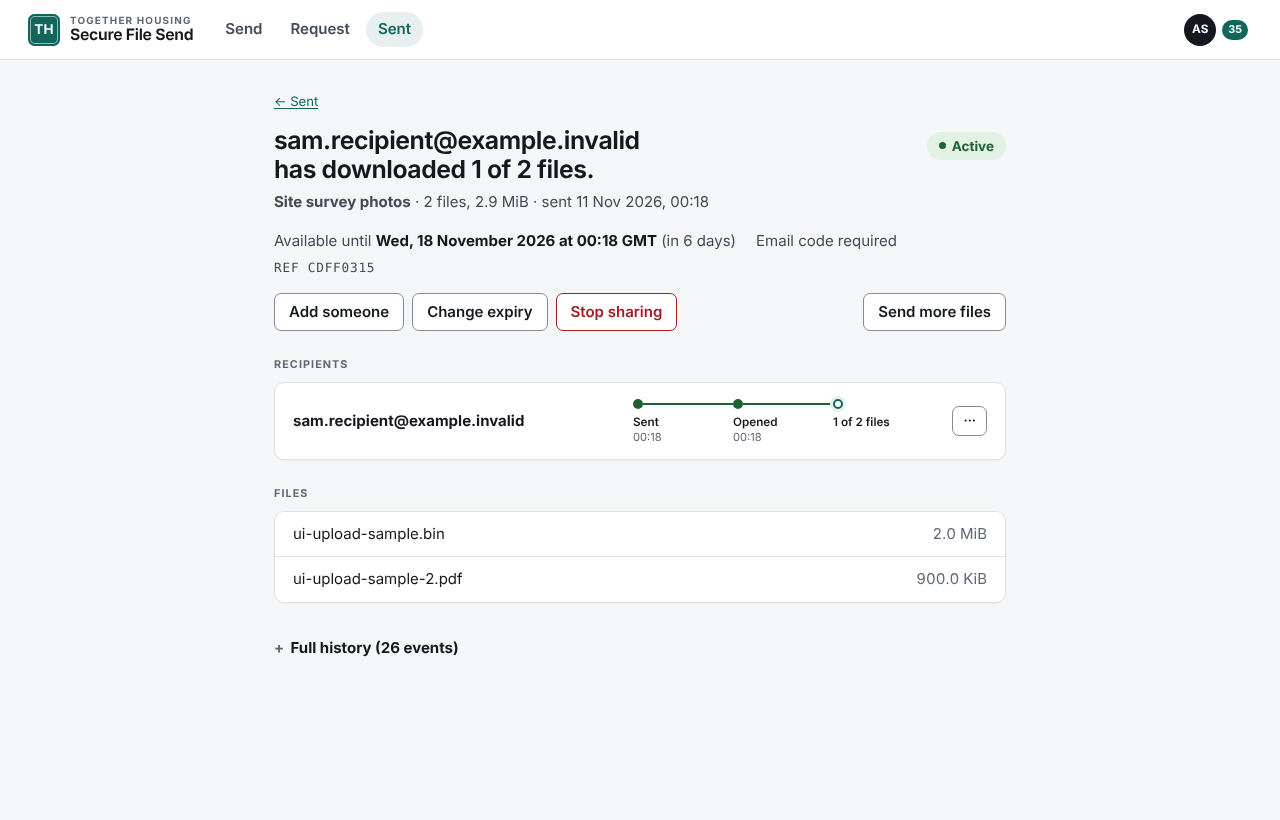 TH
TOGETHER HOUSING
Secure File Send
Send
Request
Sent
AS
35
← Sent
sam.recipient@example.invalid
has downloaded 1 of 2 files.
Active
Site survey photos · 2 files, 2.9 MiB · sent 11 Nov 2026, 00:18
Available until Wed, 18 November 2026 at 00:18 GMT (in 6 days) Email code required
REF CDFF0315
Add someone
Change expiry
Stop sharing
Send more files
RECIPIENTS
sam.recipient@example.invalid
Sent
00:18
Opened
00:18
1 of 2 files
···
FILES
ui-upload-sample.bin 2.0 MiB
ui-upload-sample-2.pdf 900.0 KiB
+ Full history (26 events)